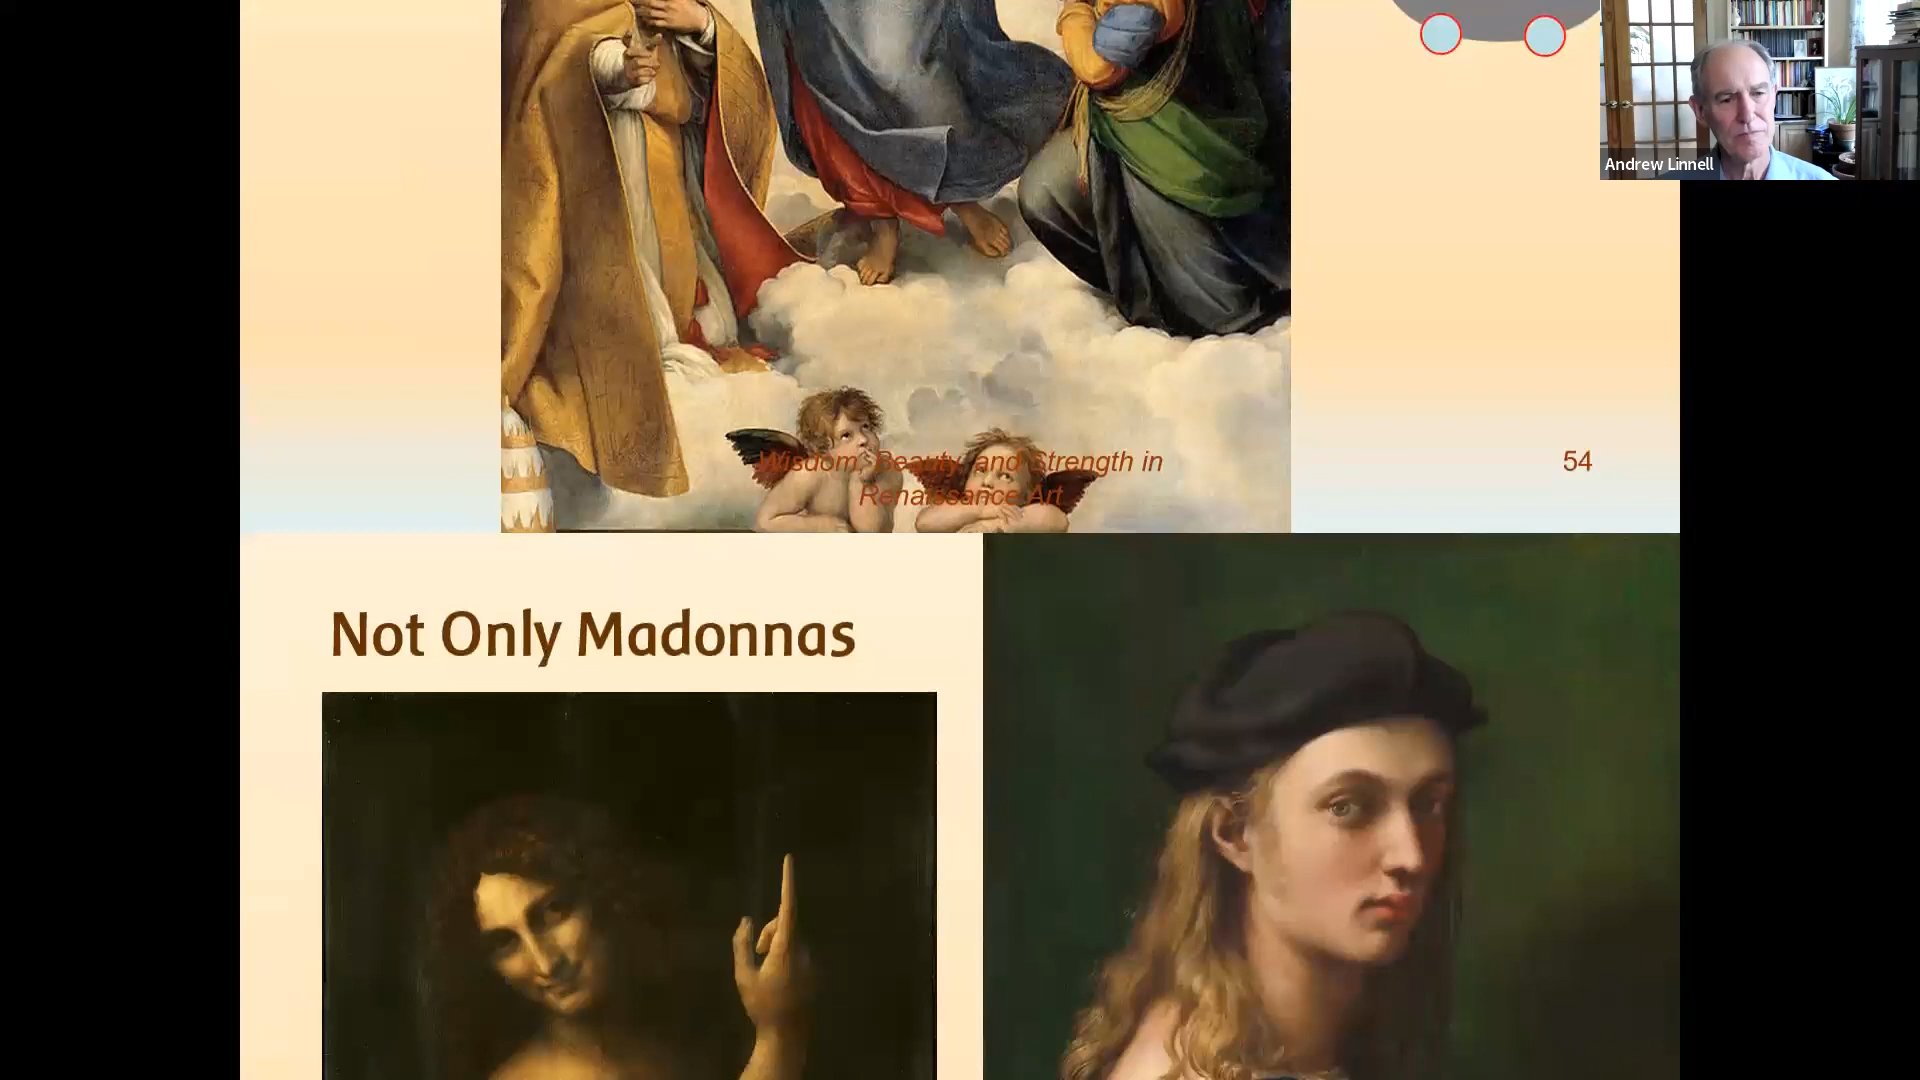 Andrew Linnell
Wisdom, Beauty, and Strength in
Renaissance Art
54
Not Only Madonnas